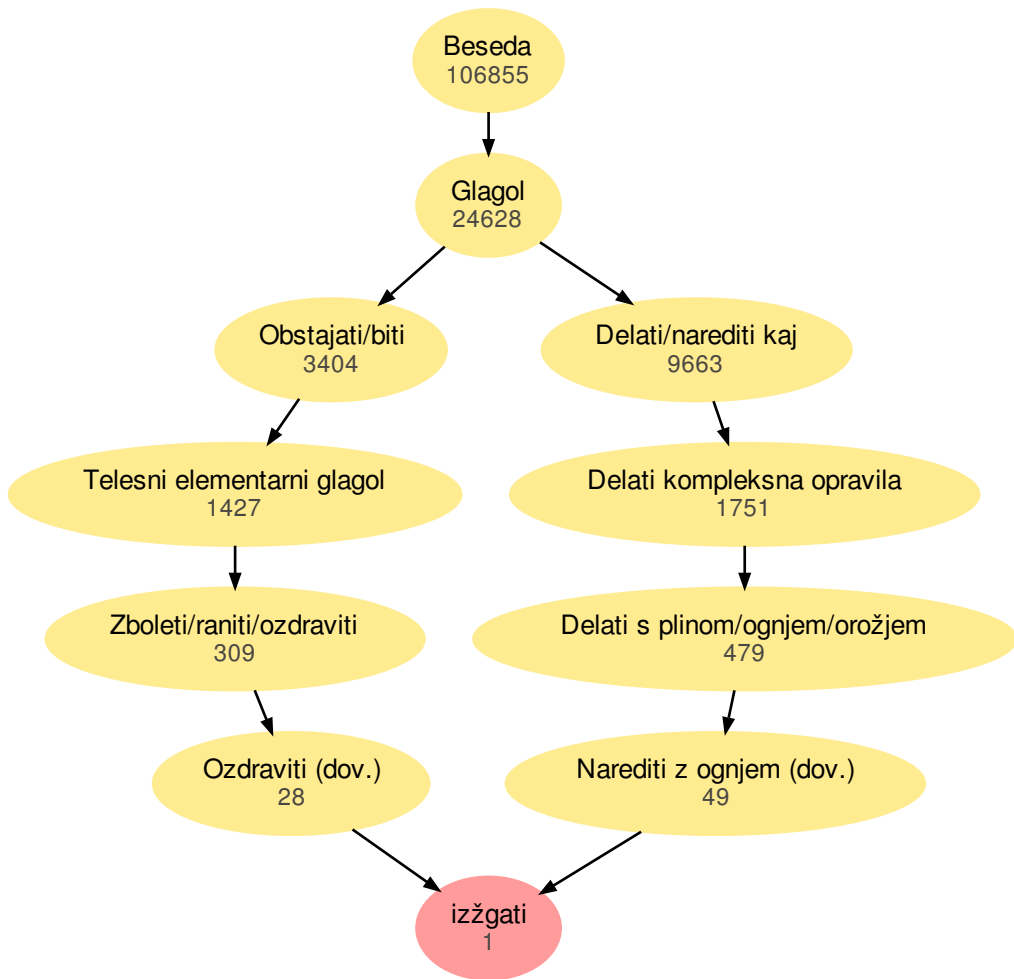 Beseda
106855
Glagol
24628
Obstajati/biti
3404
Delati/narediti kaj
9663
Telesni elementarni glagol
1427
Delati kompleksna opravila
1751
Zboleti/raniti/ozdraviti
309
Delati s plinom/ognjem/orožjem
479
Ozdraviti (dov.)
28
Narediti z ognjem (dov.)
49
izžgati
1